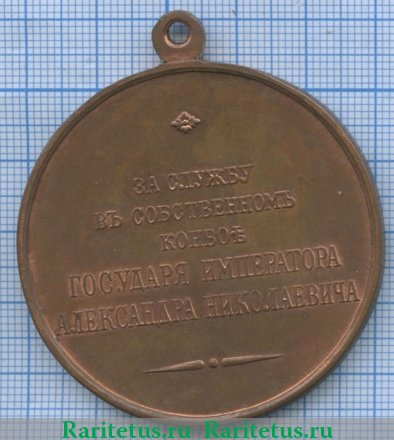 ЗА СЛУЖБУ
ВЪ СОБСТВЕННОМЪ
КОНВОѢ
ГОСУДАРЯ ИМПЕРАТОРА
АЛЕКСАНДРА НИКОЛАЕВИЧА
Raritetus.ru Raritetus.ru